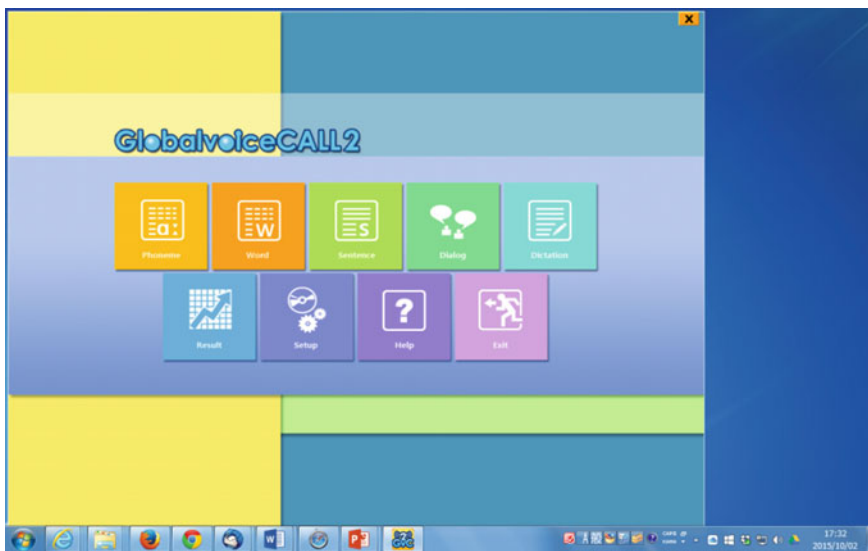 X
GlobalvoiceCALL2
a:
W
S
Phoneme
Word
Sentence
Dialog
Dictation
?
Result
Setup
Help
Exit
17:32
2015/10/02